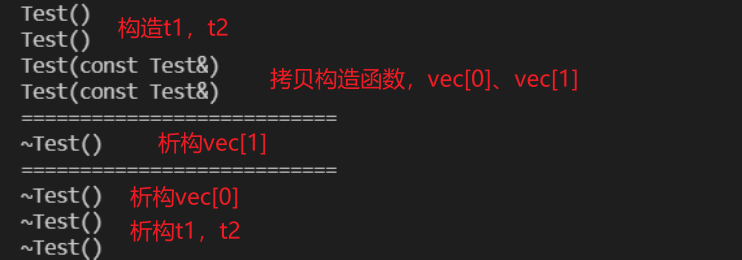 Test()
构造t1，t2
Test()
Test(const Test&)
拷贝构造函数，vec[0]、vec[1]
Test(const Test&)
===========================
~Test() 析构vec[1]
===========================
~Test() 析构vec[0]
~Test() 析构t1，t2
~Test()